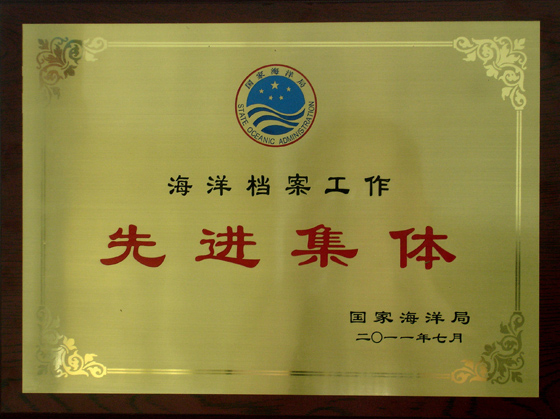 国家海洋局
STATE OCEANIC ADMINISTRATION
海洋档案工作
先进集体
国家海洋局
二〇一一年七月